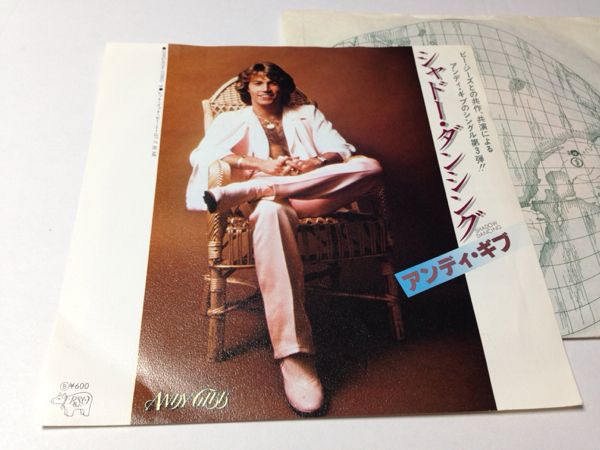 ビー・ジーズとの共作、共演による
アンディ・ギブのシングル第3弾!!
シャドー・ダンシング
SHADOW
DANCING
アンディ・ギブ
ANDY GIBB
¥600
RSO